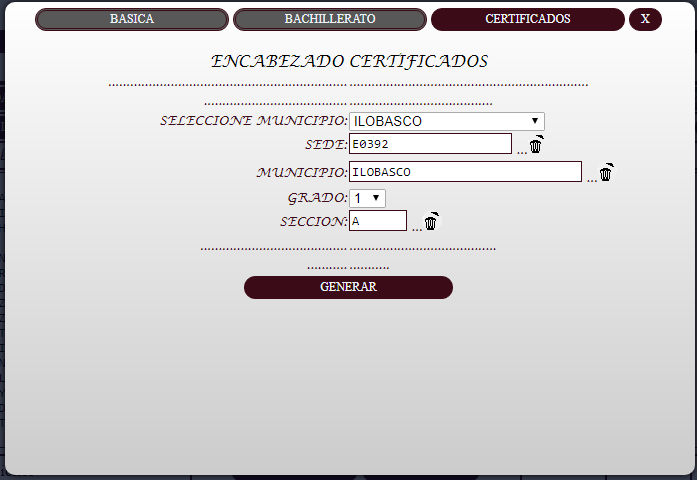 BASICA BACHILLERATO CERTIFICADOS X
ENCABEZADO CERTIFICADOS
SELECCIONE MUNICIPIO: ILOBASCO
SEDE: E0392 ...
MUNICIPIO: ILOBASCO ...
GRADO: 1
SECCION: A ...
GENERAR